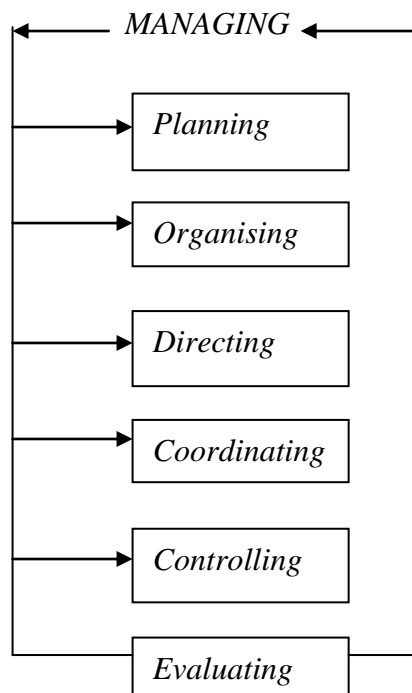 MANAGING
Planning
Organising
Directing
Coordinating
Controlling
Evaluating